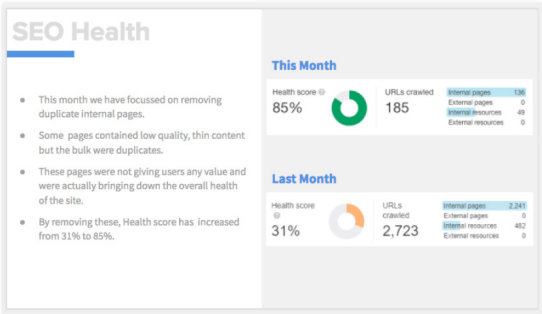 SEO Health
This month we have focussed on removing
duplicate internal pages.
Some pages contained low quality, thin content
but the bulk were duplicates.
These pages were not giving users any value and
were actually bringing down the overall health
of the site.
By removing these, Health score has increased
from 31% to 85%.
This Month
Health score
85%
URLs crawled
185
Internal pages 136
External pages 0
Internal resources 49
External resources 0
Last Month
Health score
31%
URLs
crawled
2,723
Internal pages 2,241
External pages 0
Internal resources 482
External resources 0